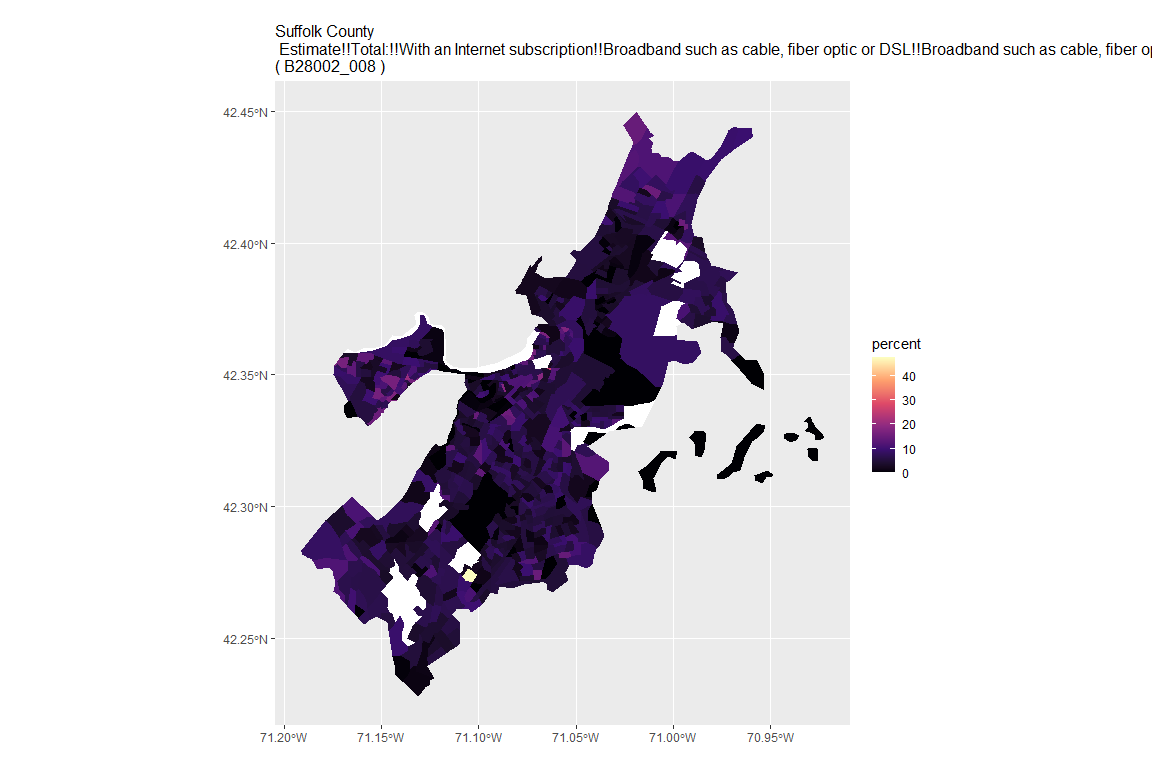 Suffolk County
Estimate!!Total:!!With an Internet subscription!!Broadband such as cable, fiber optic or DSL!!Broadband such as cable, fiber
( B28002_008 )
42.45°N
42.40°N
42.35°N
42.30°N
42.25°N
71.20°W 71.15°W 71.10°W 71.05°W 71.00°W 70.95°W
percent
40
30
20
10
0